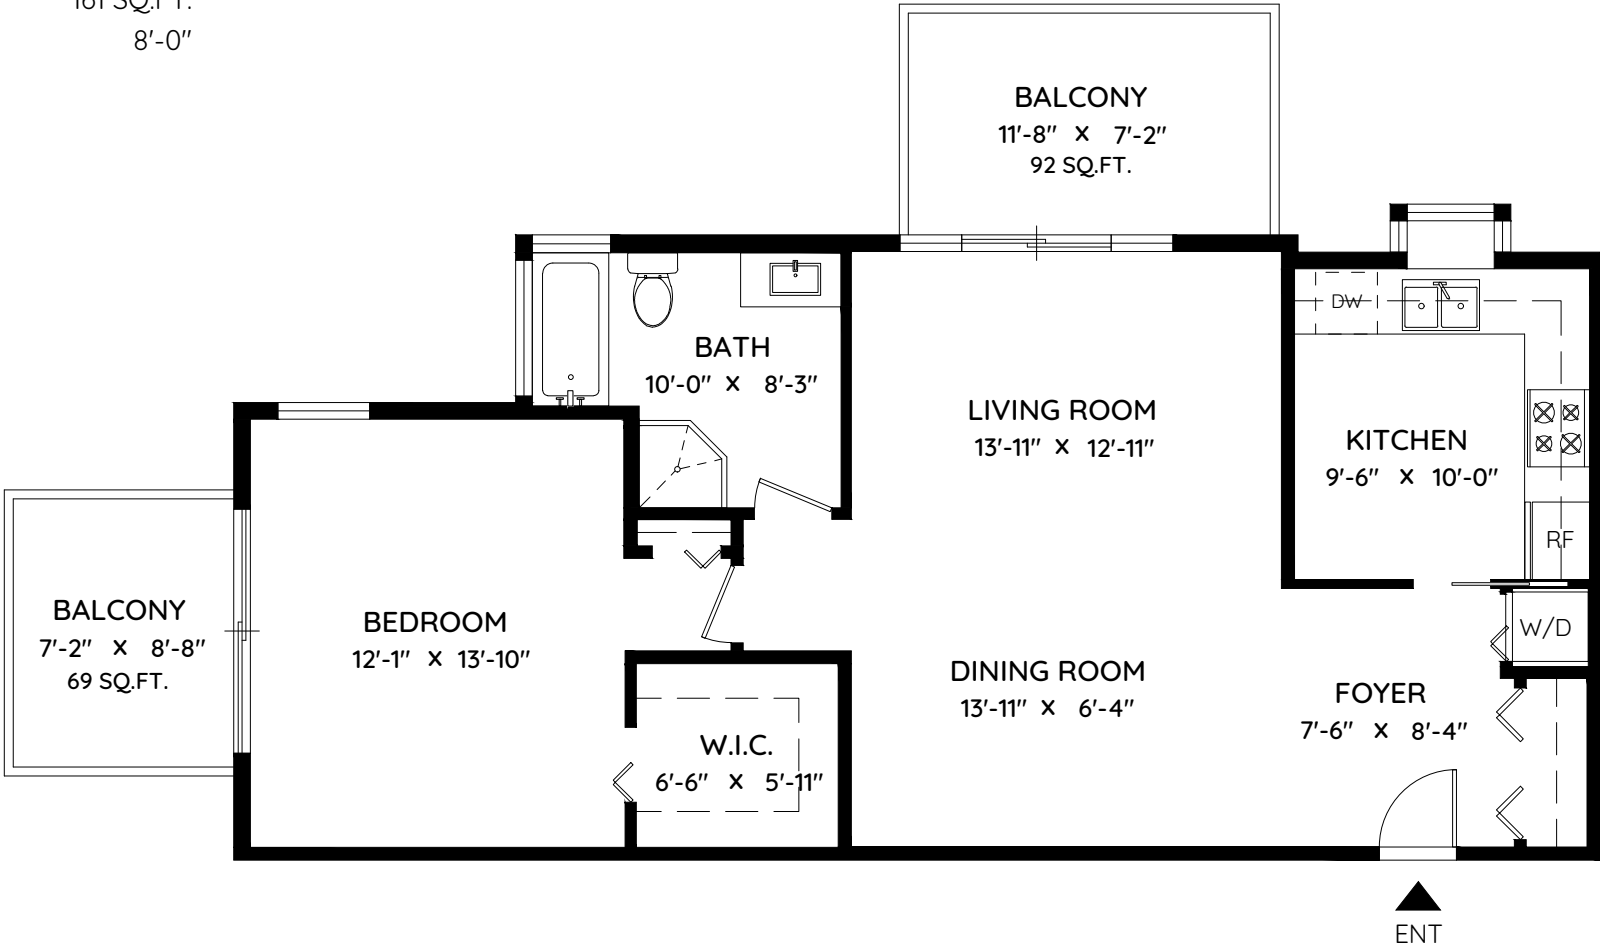 161 SQ.FT.
8'-0"
BALCONY
11'-8" X 7'-2"
92 SQ.FT.
DW
BATH
10'-0" X 8'-3"
LIVING ROOM
13'-11" X 12'-11"
KITCHEN
9'-6" X 10'-0"
RF
BALCONY
7'-2" X 8'-8"
69 SQ.FT.
BEDROOM
12'-1" X 13'-10"
W/D
DINING ROOM
13'-11" X 6'-4"
FOYER
7'-6" X 8'-4"
W.I.C.
6'-6" X 5'-11"
ENT